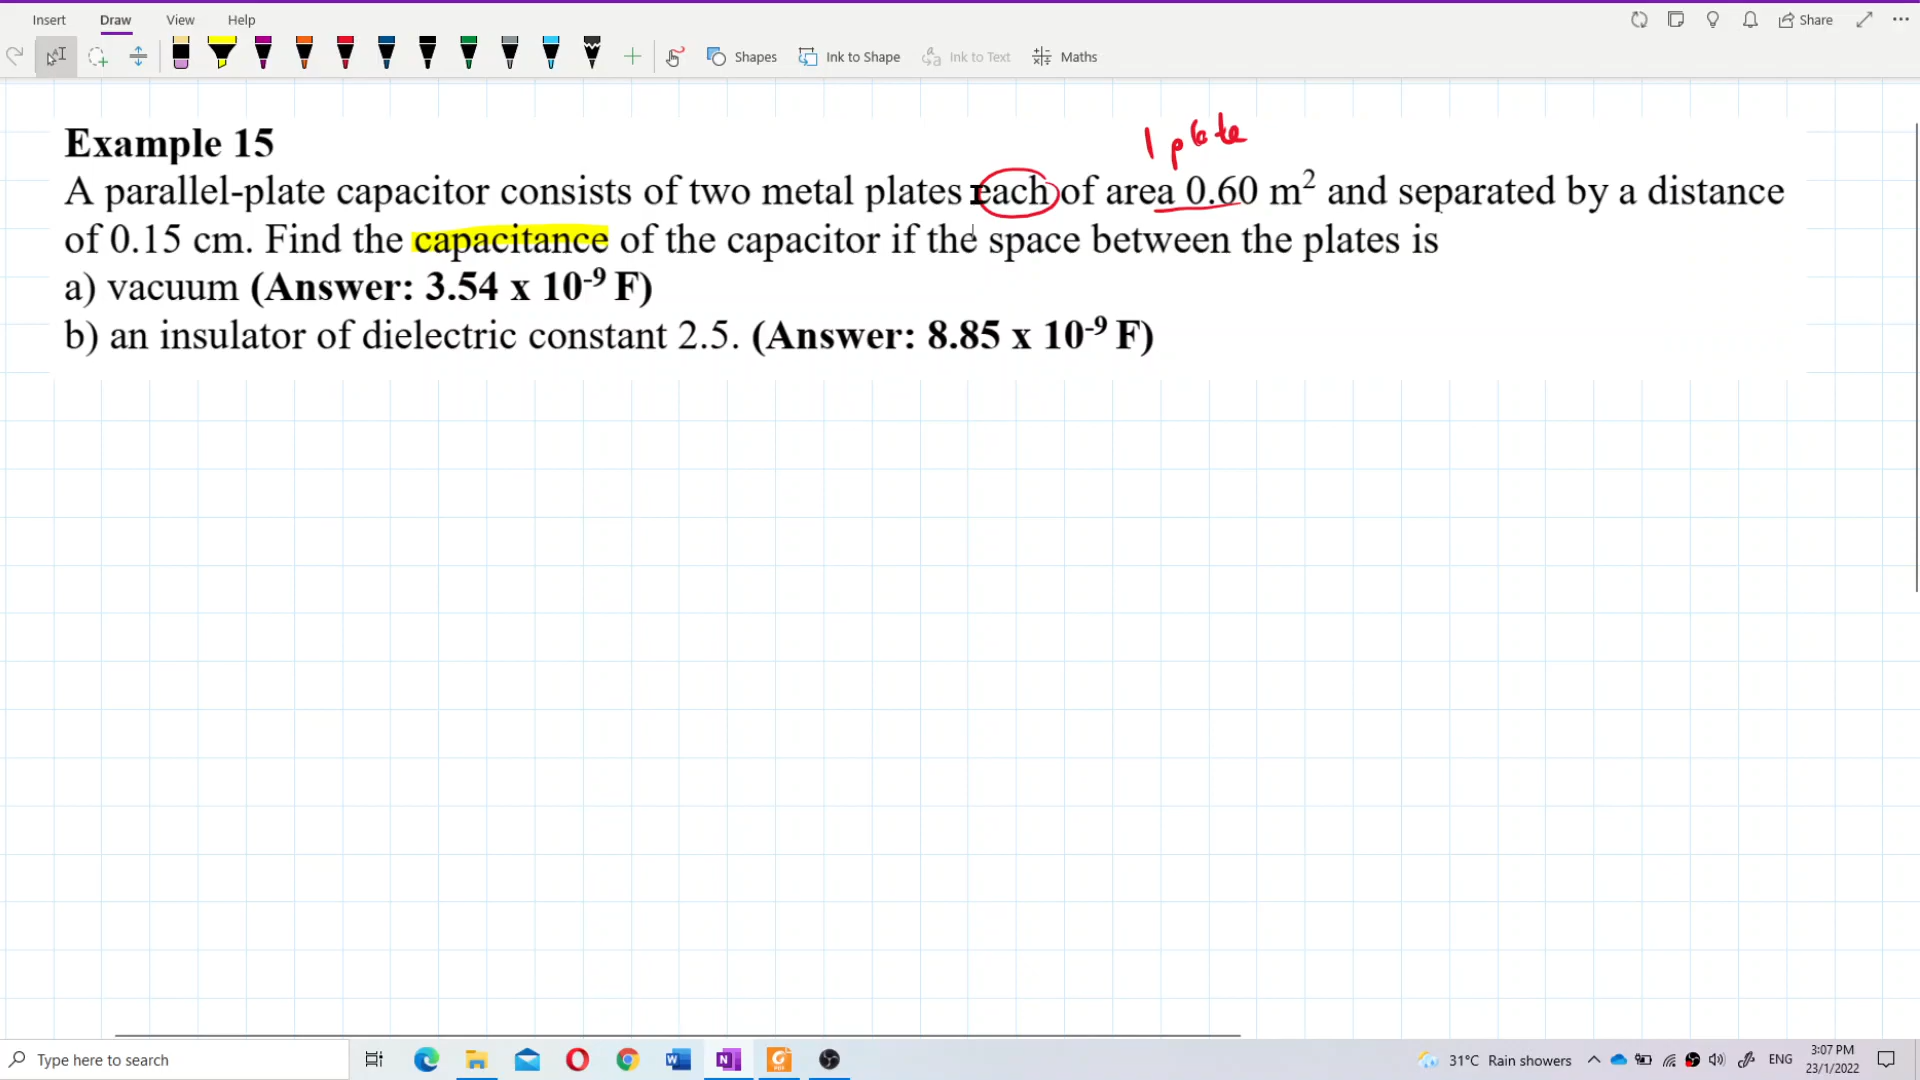 Insert Draw View Help
Share
Shapes Ink to Shape Ink to Text Maths
Example 15
1 plate
A parallel-plate capacitor consists of two metal plates each of area 0.60 m² and separated by a distance
of 0.15 cm. Find the capacitance of the capacitor if the space between the plates is
a) vacuum (Answer: 3.54 x 10⁻⁹ F)
b) an insulator of dielectric constant 2.5. (Answer: 8.85 x 10⁻⁹ F)
Type here to search
31°C Rain showers
ENG
3:07 PM
23/1/2022